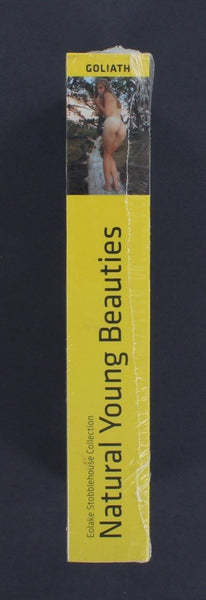 GOLIATH
Eolake Stobblehouse Collection
Natural Young Beauties